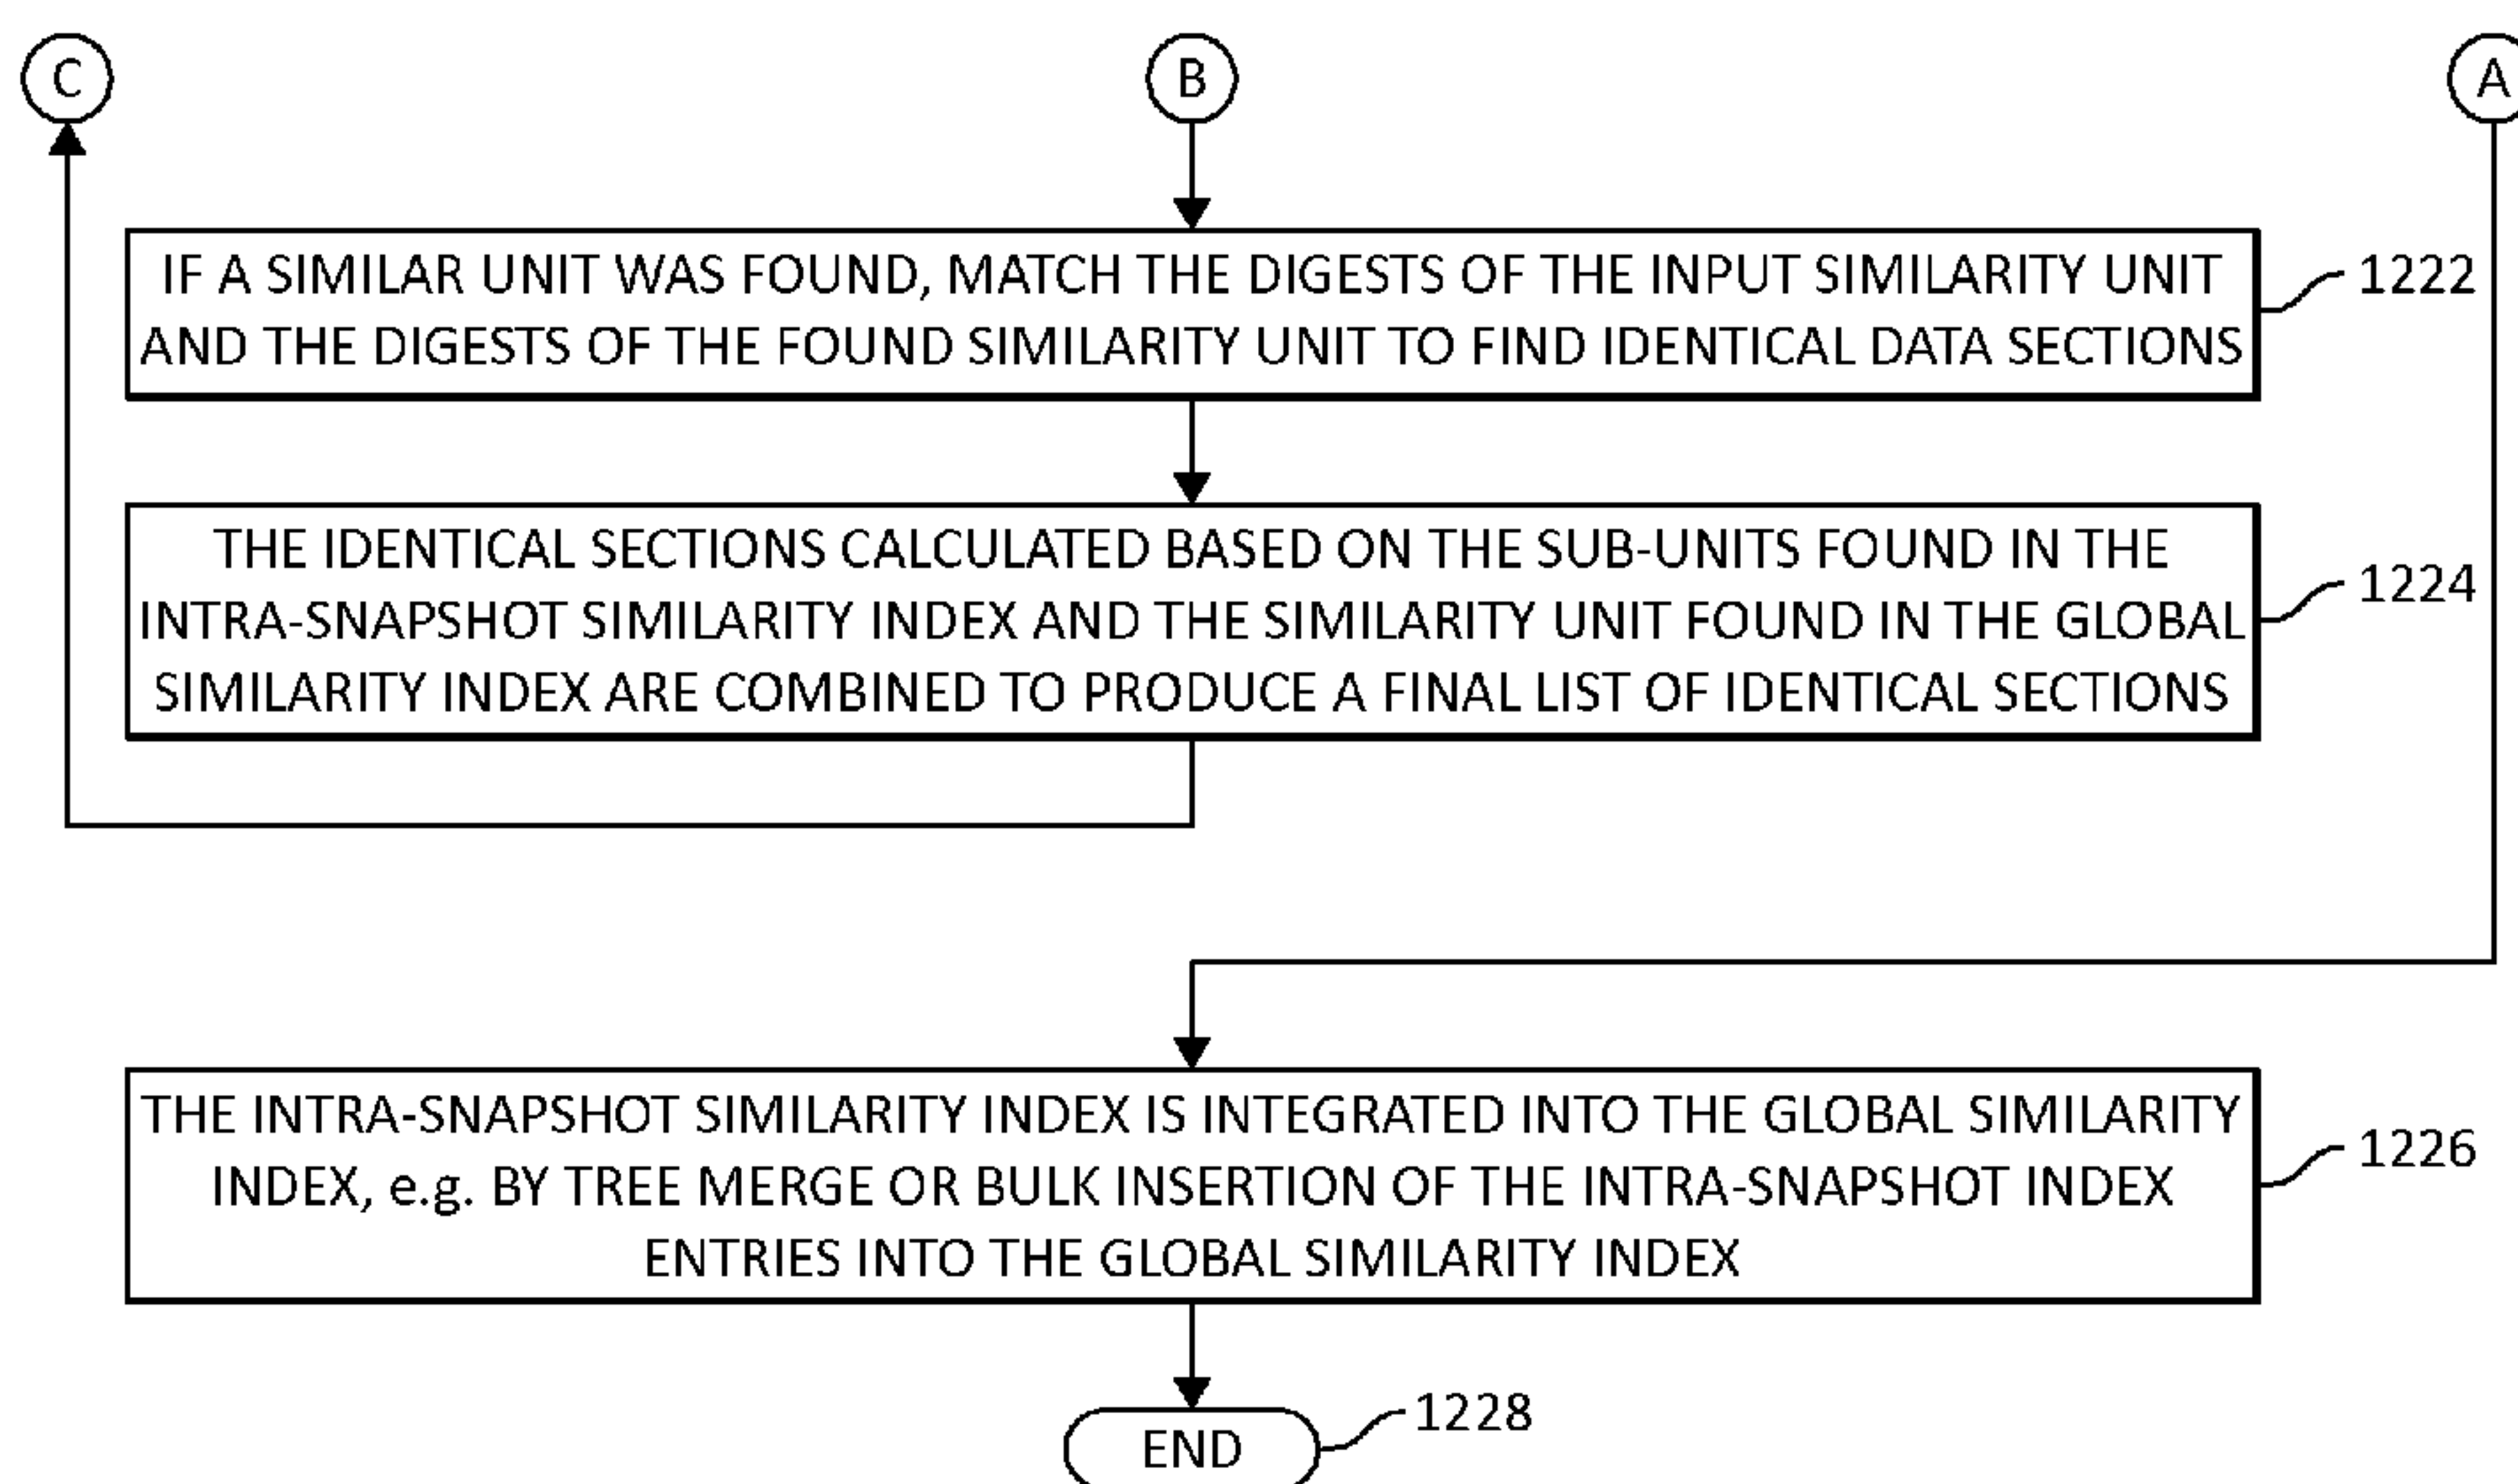 C
B
A
IF A SIMILAR UNIT WAS FOUND, MATCH THE DIGESTS OF THE INPUT SIMILARITY UNIT
AND THE DIGESTS OF THE FOUND SIMILARITY UNIT TO FIND IDENTICAL DATA SECTIONS
1222
THE IDENTICAL SECTIONS CALCULATED BASED ON THE SUB-UNITS FOUND IN THE
INTRA-SNAPSHOT SIMILARITY INDEX AND THE SIMILARITY UNIT FOUND IN THE GLOBAL
SIMILARITY INDEX ARE COMBINED TO PRODUCE A FINAL LIST OF IDENTICAL SECTIONS
1224
THE INTRA-SNAPSHOT SIMILARITY INDEX IS INTEGRATED INTO THE GLOBAL SIMILARITY
INDEX, e.g. BY TREE MERGE OR BULK INSERTION OF THE INTRA-SNAPSHOT INDEX
ENTRIES INTO THE GLOBAL SIMILARITY INDEX
1226
END
1228